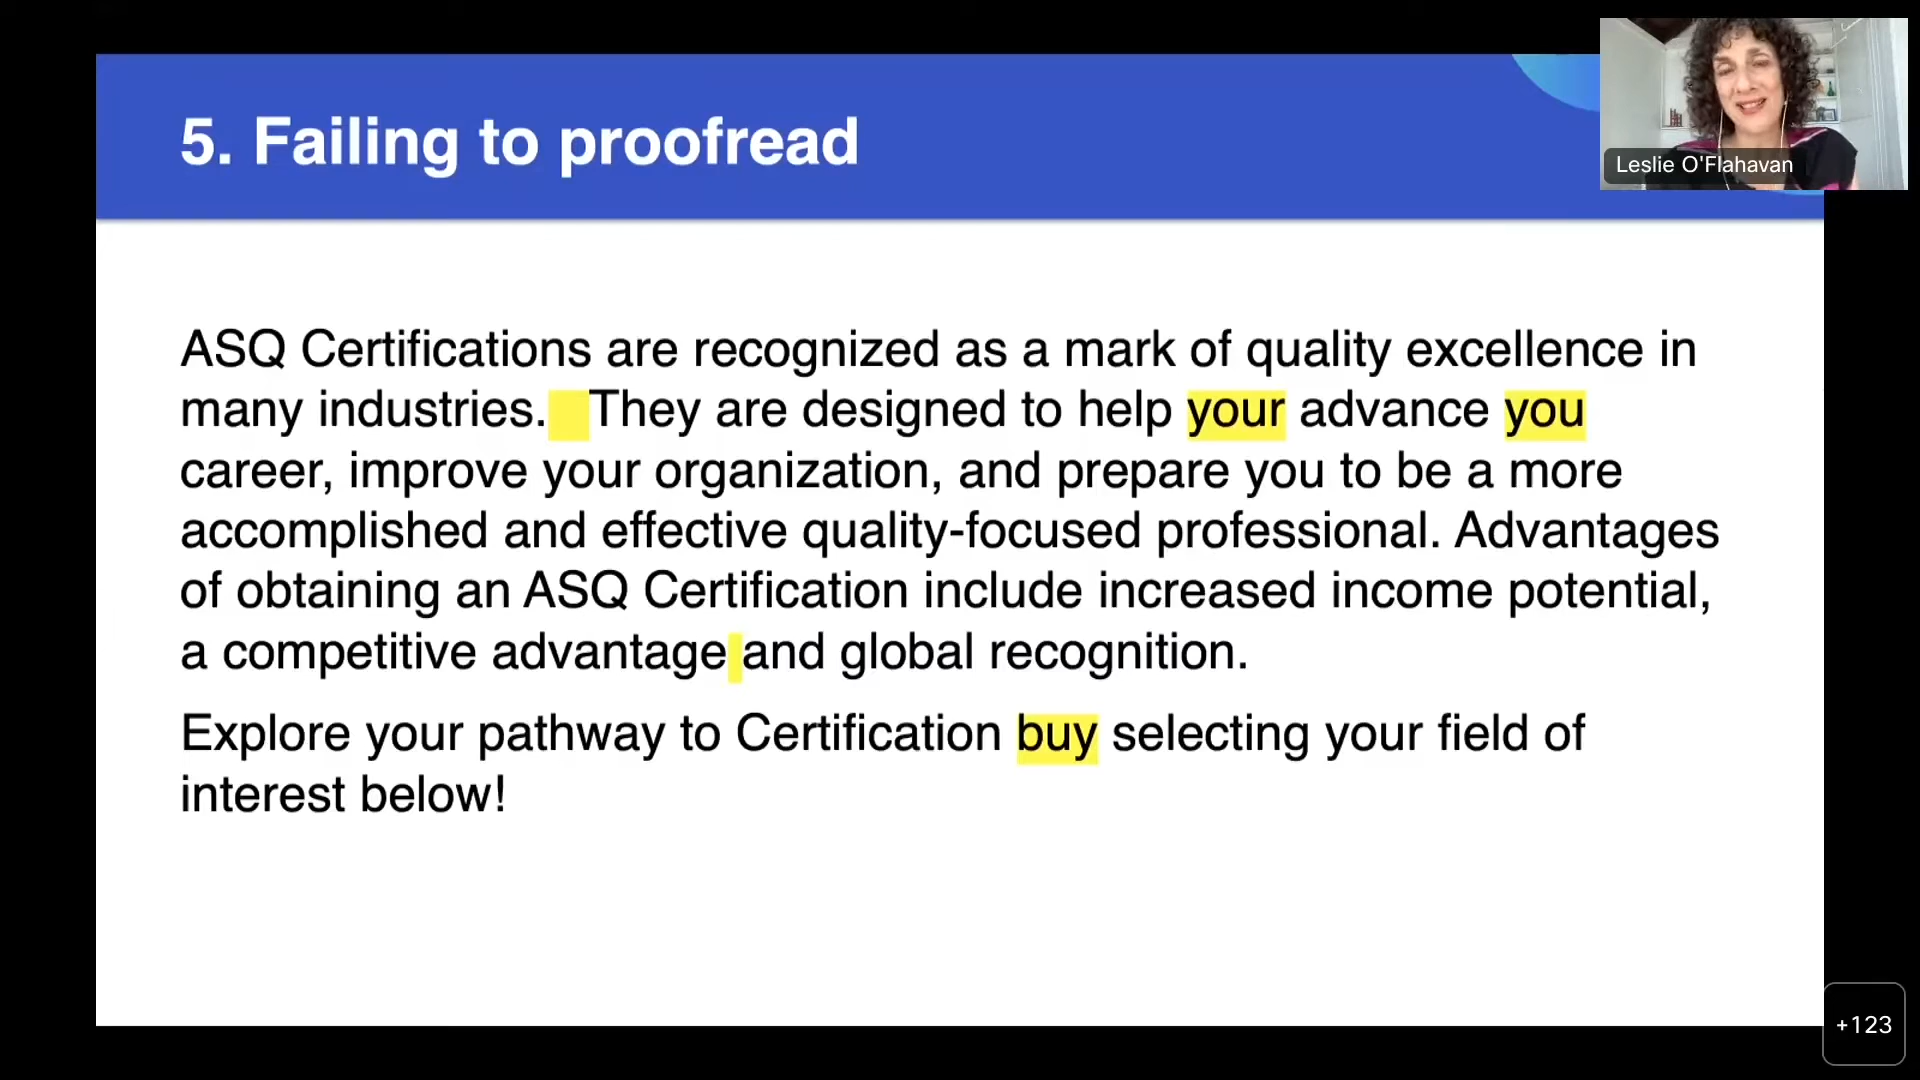 5. Failing to proofread
Leslie O'Flahavan
ASQ Certifications are recognized as a mark of quality excellence in
many industries.   They are designed to help your advance you
career, improve your organization, and prepare you to be a more
accomplished and effective quality-focused professional. Advantages
of obtaining an ASQ Certification include increased income potential,
a competitive advantage and global recognition.
Explore your pathway to Certification buy selecting your field of
interest below!
+123